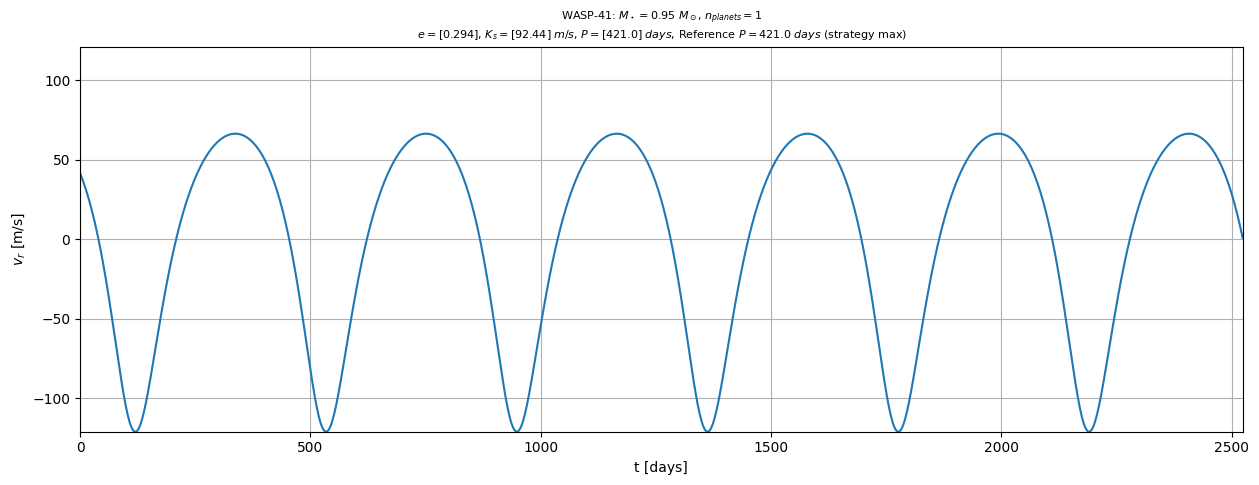 WASP-41: $M_\star = 0.95\ M_\odot$, $n_{planets} = 1$
$e = [0.294]$, $K_s = [92.44]\ m/s$, $P = [421.0]\ days$, Reference $P = 421.0\ days$ (strategy max)
100
50
0
−50
−100
$v_r$ [m/s]
0 500 1000 1500 2000 2500
t [days]